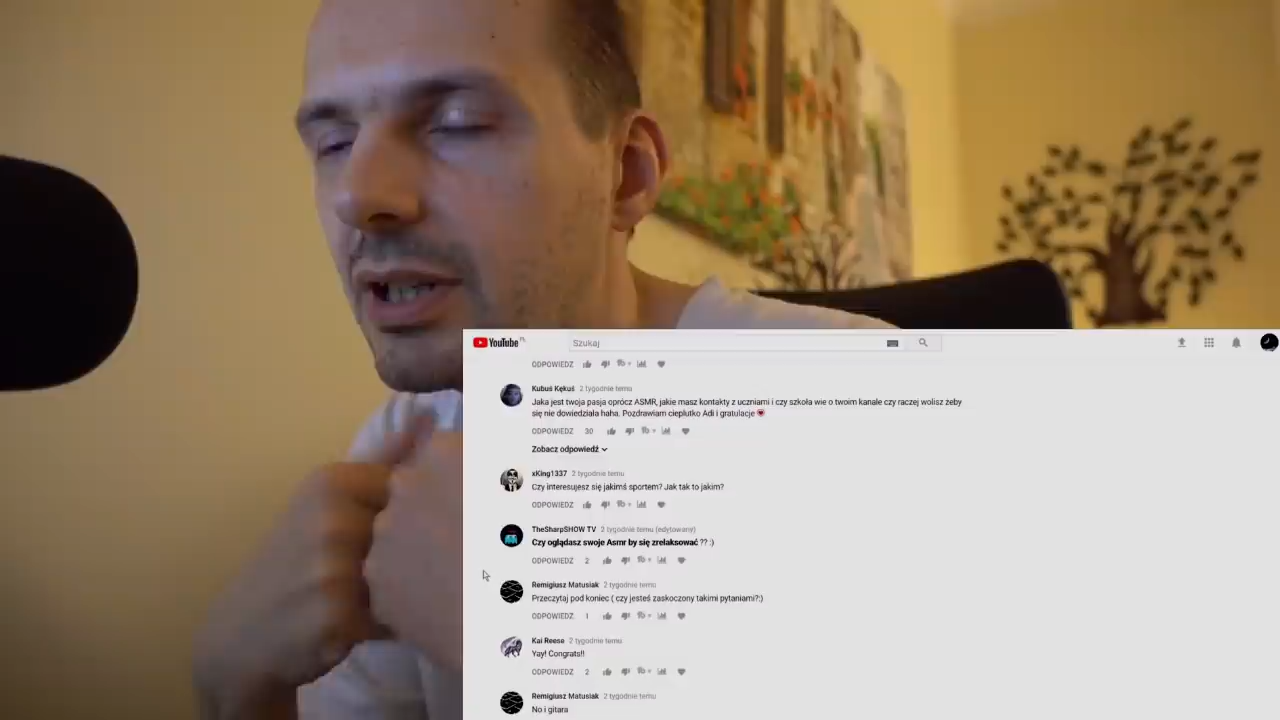 YouTube PL
Szukaj
ODPOWIEDZ
Kubuś Kękuś 2 tygodnie temu
Jaka jest twoja pasja oprócz ASMR, jakie masz kontakty z uczniami i czy szkoła wie o twoim kanale czy raczej wolisz żeby
się nie dowiedziała haha. Pozdrawiam cieplutko Adi i gratulacje
ODPOWIEDZ 30
Zobacz odpowiedź
xKing1337 2 tygodnie temu
Czy interesujesz się jakimś sportem? Jak tak to jakim?
ODPOWIEDZ
TheSharpSHOW TV 2 tygodnie temu (edytowany)
Czy oglądasz swoje Asmr by się zrelaksować ?? :)
ODPOWIEDZ 2
Remigiusz Matusiak 2 tygodnie temu
Przeczytaj pod koniec ( czy jesteś zaskoczony takimi pytaniami?:)
ODPOWIEDZ 1
Kai Reese 2 tygodnie temu
Yay! Congrats!!
ODPOWIEDZ 2
Remigiusz Matusiak 2 tygodnie temu
No i gitara